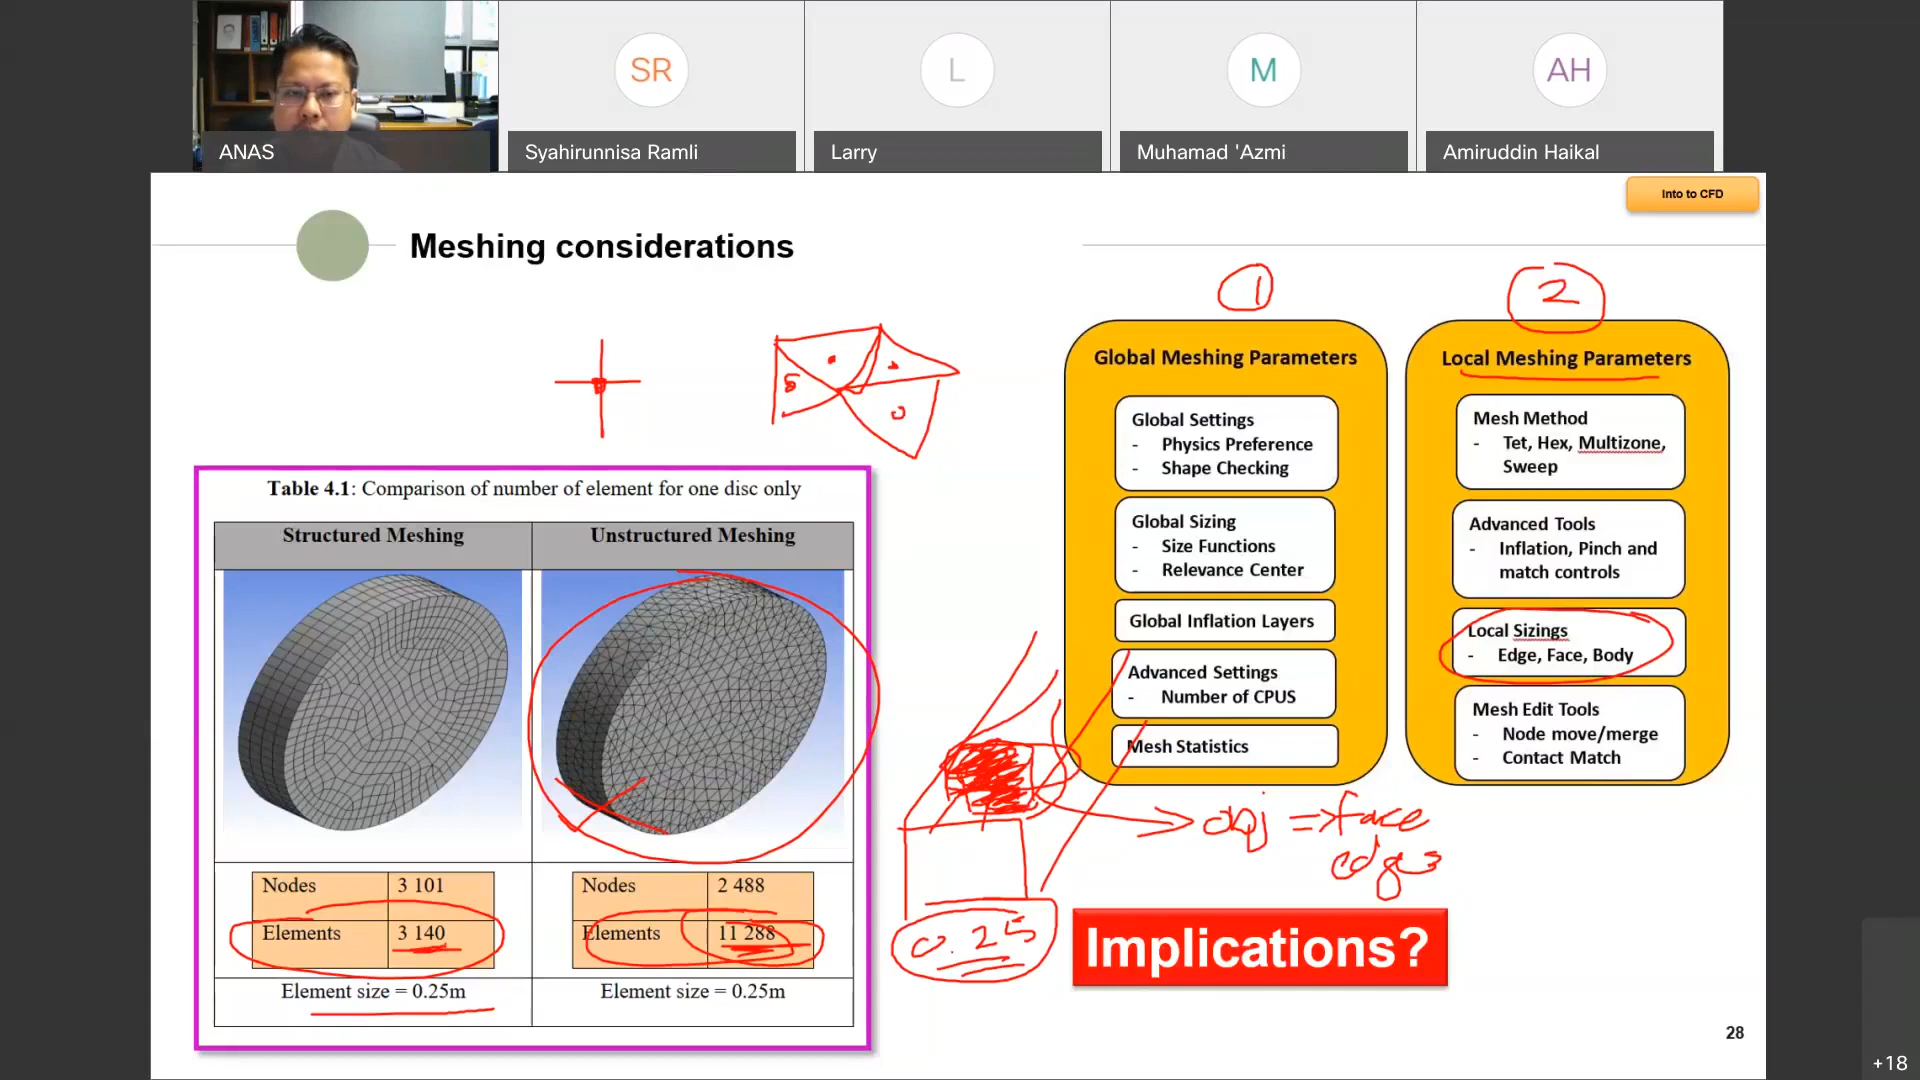 SR
L
M
AH
ANAS
Syahirunnisa Ramli
Larry
Muhamad 'Azmi
Amiruddin Haikal
Into to CFD
Meshing considerations
1
2
Global Meshing Parameters
Global Settings
- Physics Preference
- Shape Checking
Global Sizing
- Size Functions
- Relevance Center
Global Inflation Layers
Advanced Settings
- Number of CPUS
Mesh Statistics
Local Meshing Parameters
Mesh Method
- Tet, Hex, Multizone,
Sweep
Advanced Tools
- Inflation, Pinch and
match controls
Local Sizings
- Edge, Face, Body
Mesh Edit Tools
- Node move/merge
- Contact Match
Table 4.1: Comparison of number of element for one disc only
Structured Meshing
Unstructured Meshing
Nodes 3 101
Elements 3 140
Nodes 2 488
Elements 11 288
Element size = 0.25m
Element size = 0.25m
0.25
obj => face
edges
Implications?
28
+18